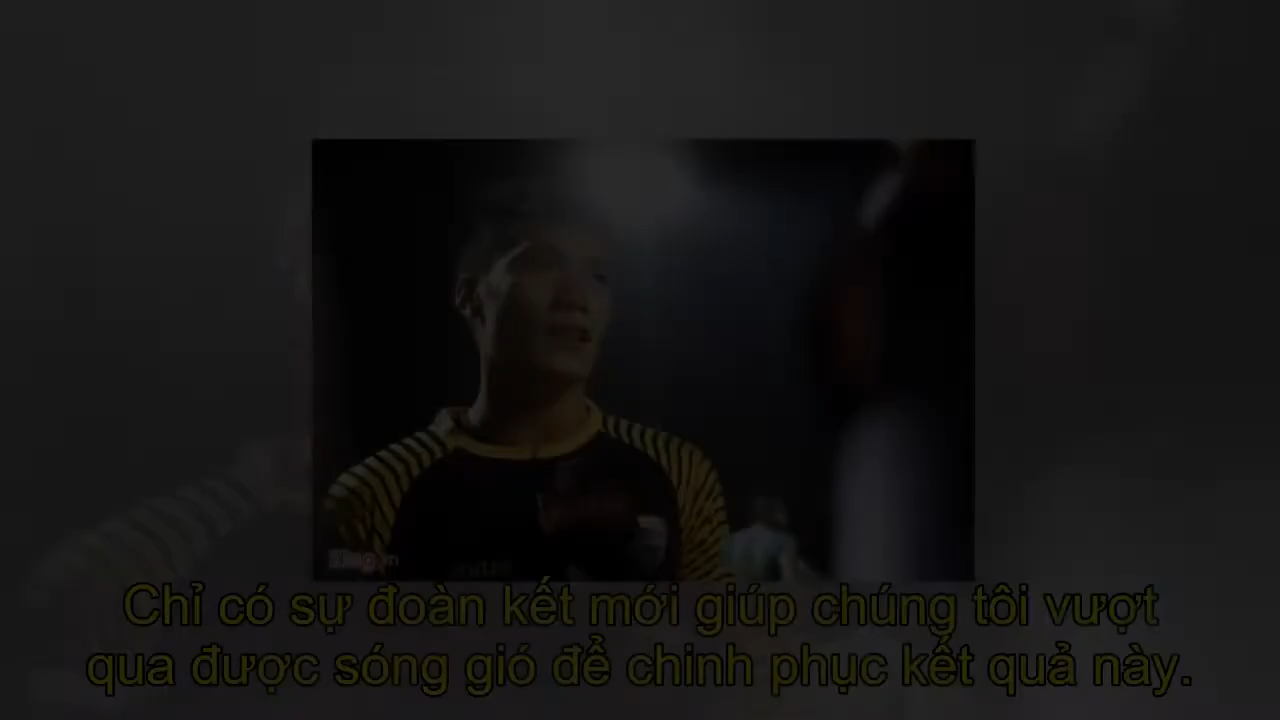 Chỉ có sự đoàn kết mới giúp chúng tôi vượt
qua được sóng gió để chinh phục kết quả này.